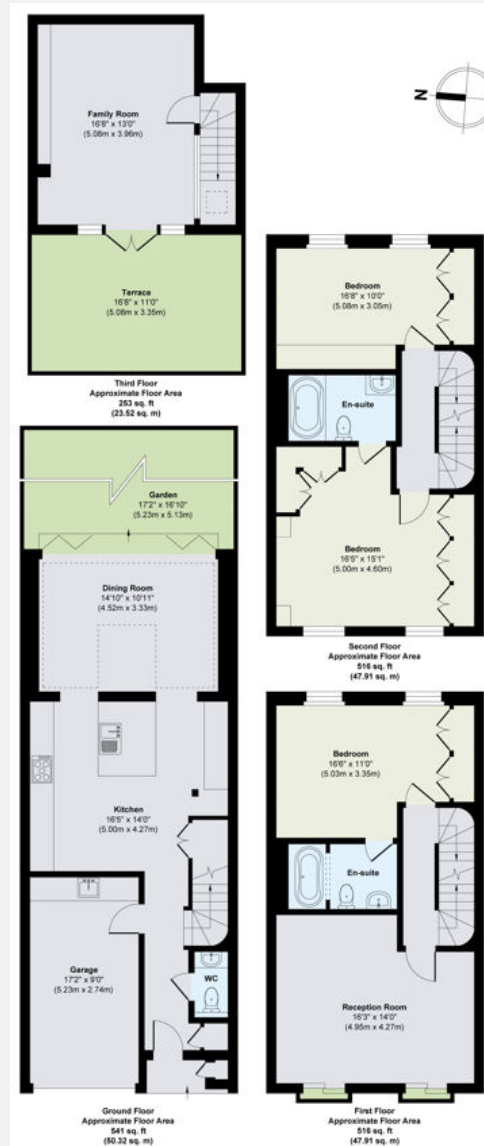 Family Room
16'8" x 13'0"
(5.08m x 3.96m)
N
Terrace
16'8" x 11'0"
(5.08m x 3.35m)
Third Floor
Approximate Floor Area
253 sq. ft
(23.52 sq. m)
Bedroom
16'8" x 10'0"
(5.08m x 3.05m)
En-suite
Bedroom
16'5" x 15'1"
(5.00m x 4.60m)
Second Floor
Approximate Floor Area
516 sq. ft
(47.91 sq. m)
Garden
17'2" x 16'10"
(5.23m x 5.13m)
Dining Room
14'10" x 10'11"
(4.52m x 3.33m)
Kitchen
16'5" x 14'0"
(5.00m x 4.27m)
Garage
17'2" x 9'0"
(5.23m x 2.74m)
WC
Ground Floor
Approximate Floor Area
541 sq. ft
(50.32 sq. m)
Bedroom
16'6" x 11'0"
(5.03m x 3.35m)
En-suite
Reception Room
16'3" x 14'0"
(4.95m x 4.27m)
First Floor
Approximate Floor Area
516 sq. ft
(47.91 sq. m)